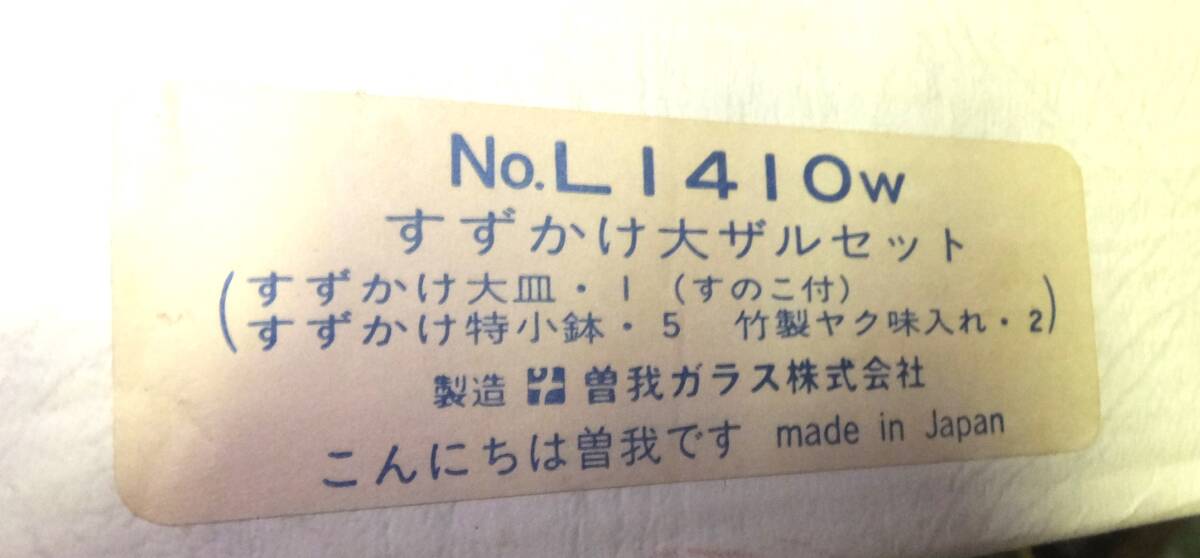 No.L1410W
すずかけ大ザルセット
(すずかけ大皿・1 (すのこ付)
すずかけ特小鉢・5 竹製ヤク味入れ・2)
製造 曽我ガラス株式会社
こんにちは曽我です made in Japan